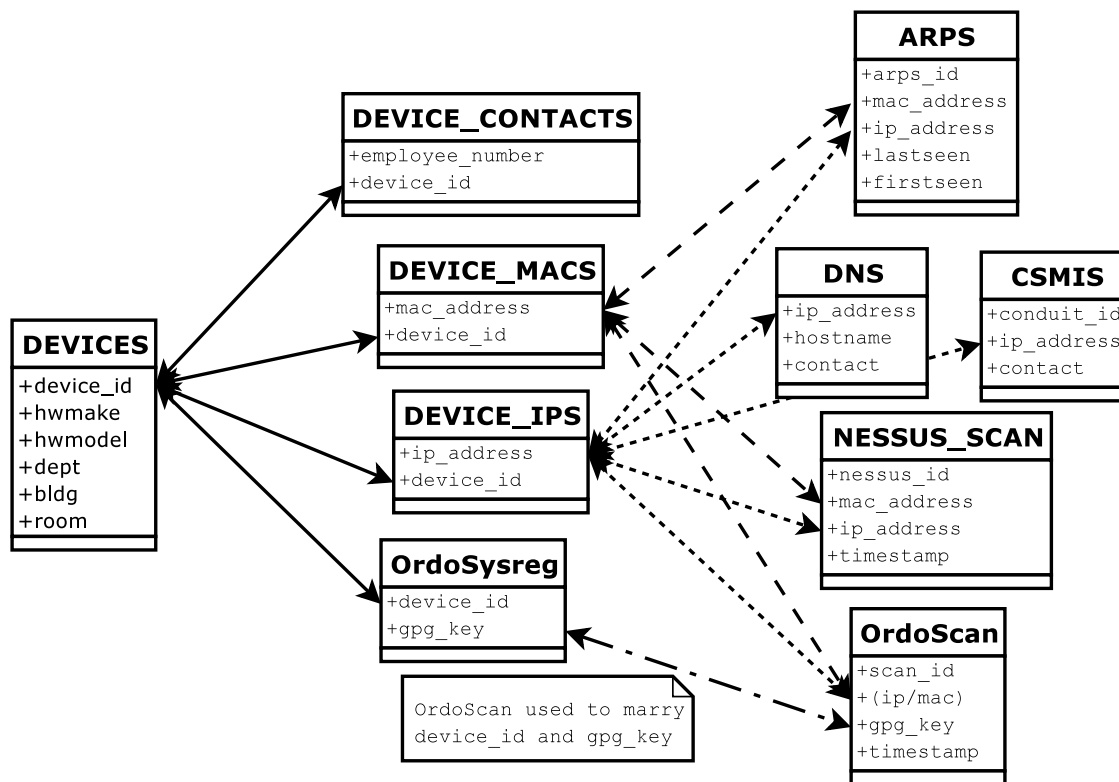 ARPS
+arps_id
+mac_address
+ip_address
+lastseen
+firstseen
DEVICE_CONTACTS
+employee_number
+device_id
DEVICE_MACS
+mac_address
+device_id
DNS
+ip_address
+hostname
+contact
CSMIS
+conduit_id
+ip_address
+contact
DEVICES
+device_id
+hwmake
+hwmodel
+dept
+bldg
+room
DEVICE_IPS
+ip_address
+device_id
NESSUS_SCAN
+nessus_id
+mac_address
+ip_address
+timestamp
OrdoSysreg
+device_id
+gpg_key
OrdoScan
+scan_id
+(ip/mac)
+gpg_key
+timestamp
OrdoScan used to marry
device_id and gpg_key